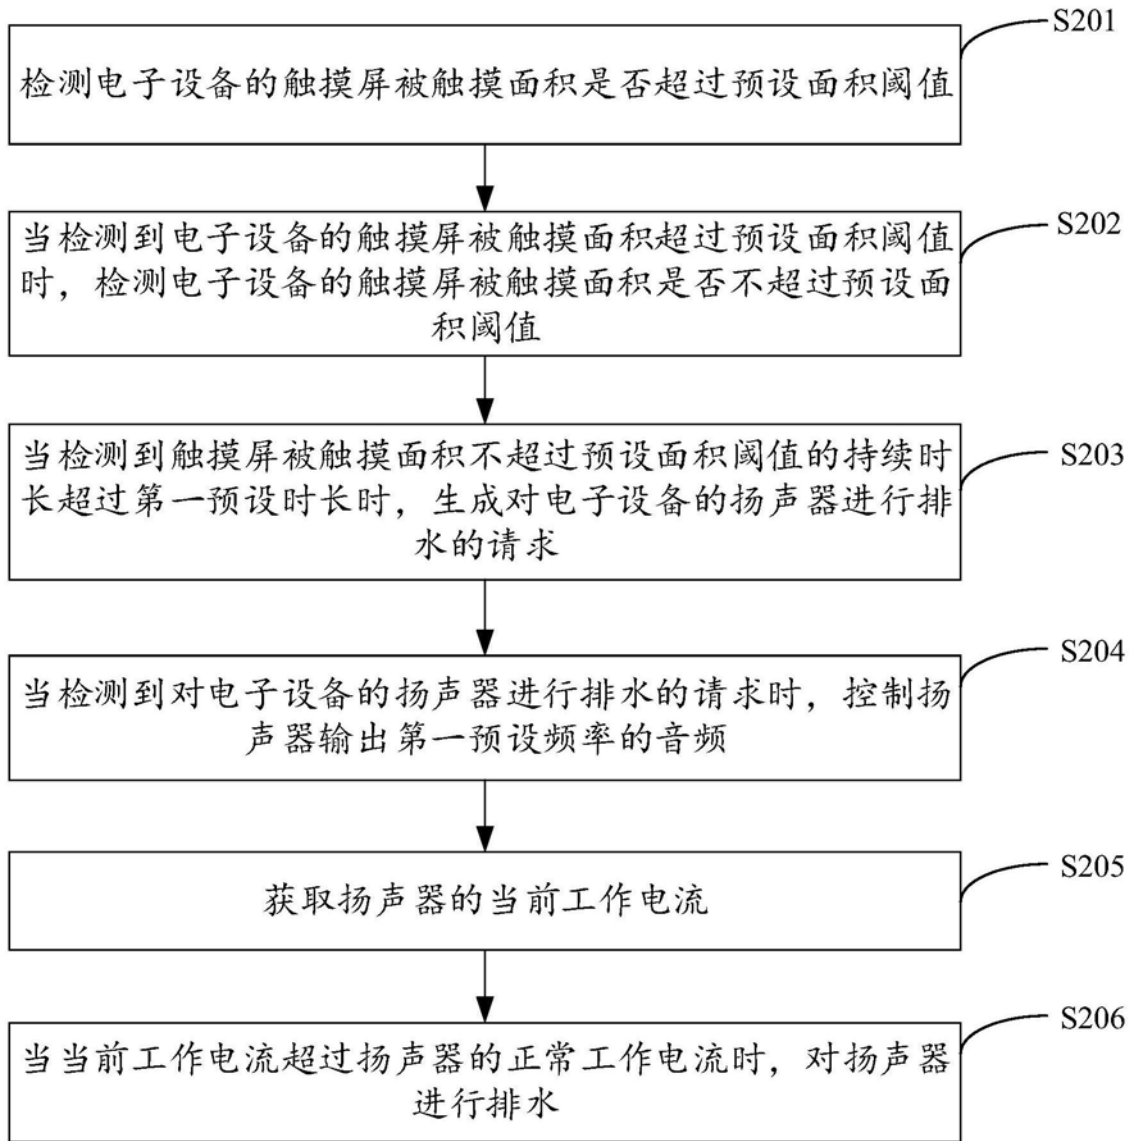 S201
检测电子设备的触摸屏被触摸面积是否超过预设面积阈值
S202
当检测到电子设备的触摸屏被触摸面积超过预设面积阈值
时，检测电子设备的触摸屏被触摸面积是否不超过预设面
积阈值
S203
当检测到触摸屏被触摸面积不超过预设面积阈值的持续时
长超过第一预设时长时，生成对电子设备的扬声器进行排
水的请求
S204
当检测到对电子设备的扬声器进行排水的请求时，控制扬
声器输出第一预设频率的音频
S205
获取扬声器的当前工作电流
S206
当当前工作电流超过扬声器的正常工作电流时，对扬声器
进行排水